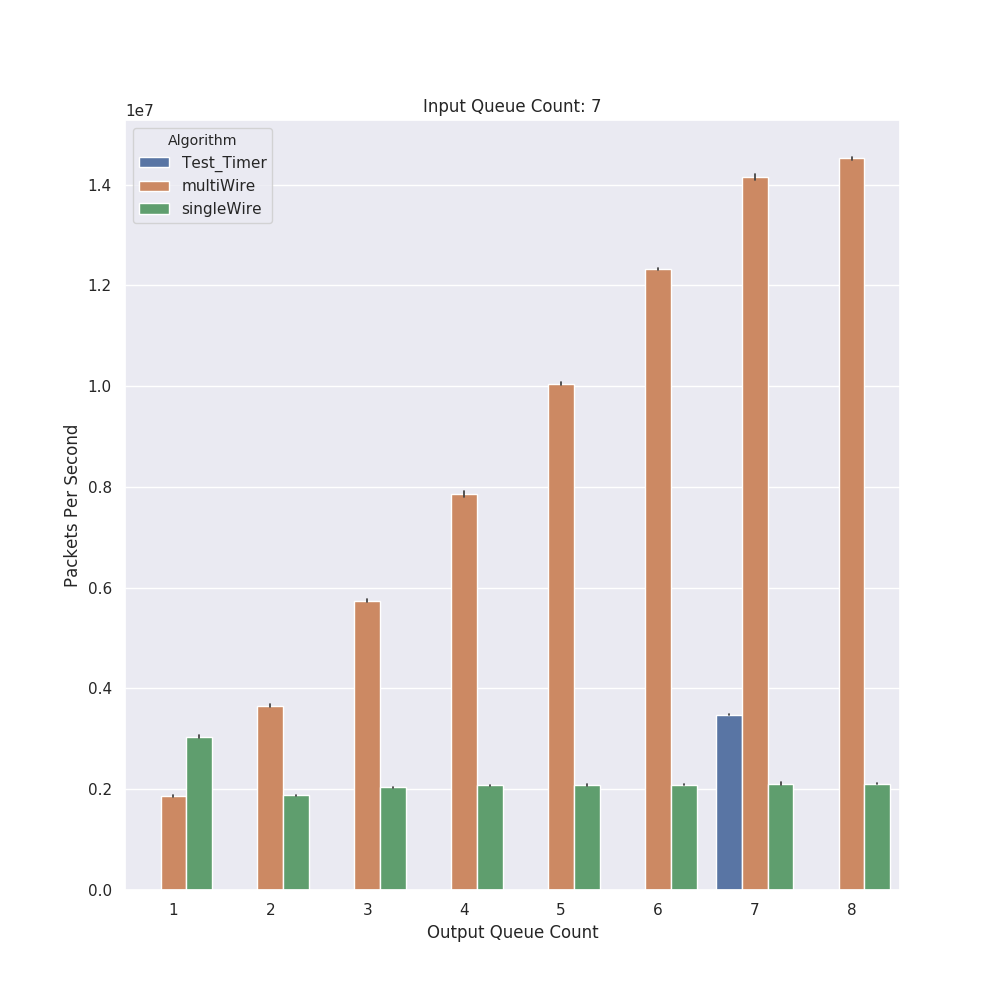 Input Queue Count: 7
1e7
Algorithm
Test_Timer
multiWire
singleWire
1.4
1.2
1.0
0.8
0.6
0.4
0.2
0.0
Packets Per Second
1 2 3 4 5 6 7 8
Output Queue Count